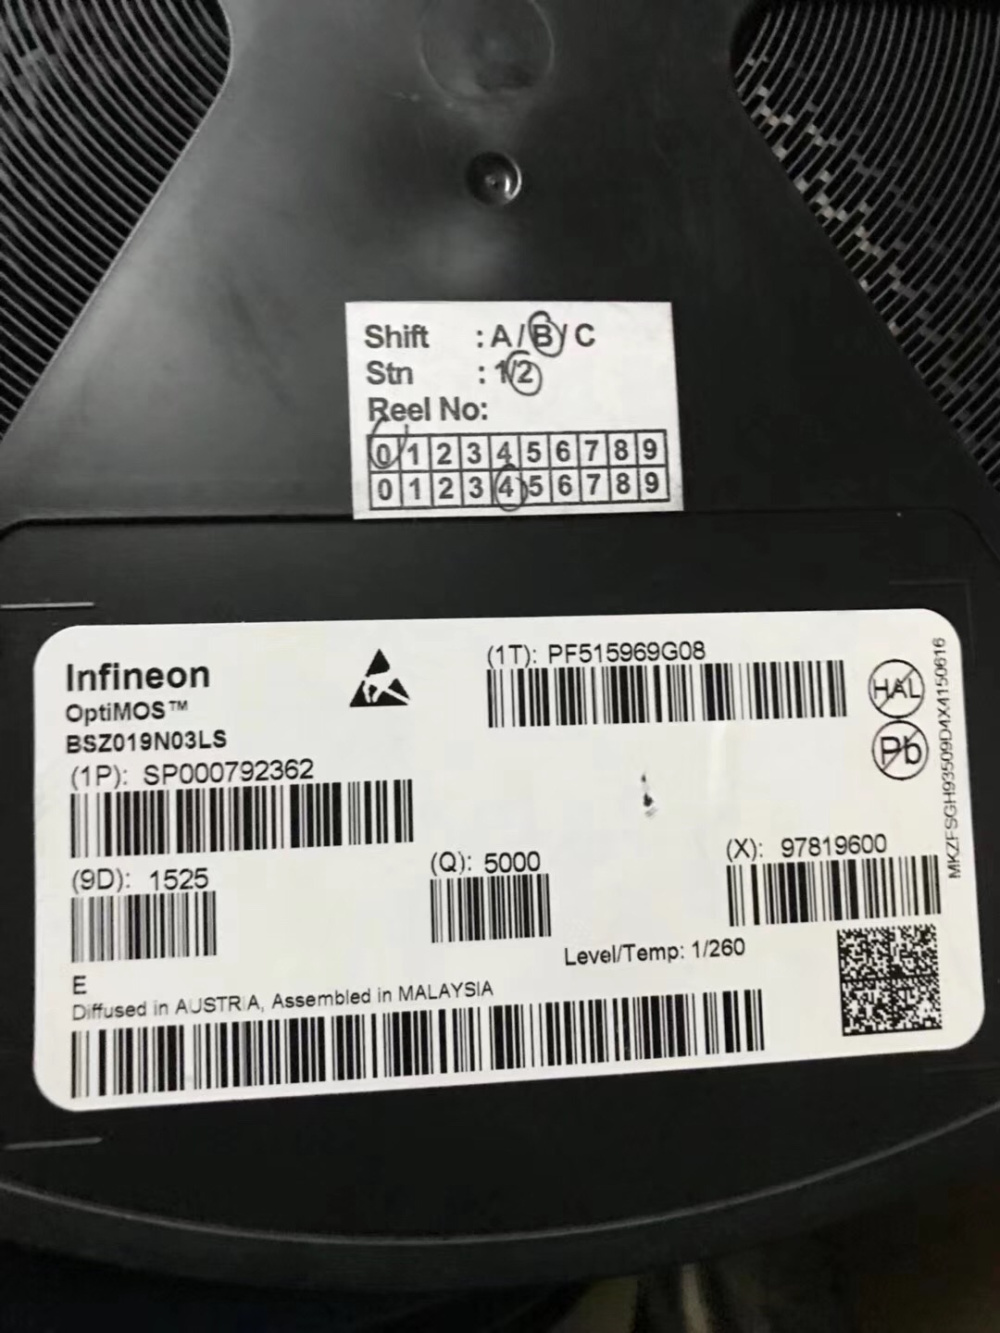 Shift : A / B / C
Stn : 1/2
Reel No:
0 1 2 3 4 5 6 7 8 9
0 1 2 3 4 5 6 7 8 9
Infineon
OptiMOS™
BSZ019N03LS
(1P): SP000792362
(1T): PF515969G08
HAL
Pb
MKZFSGH93509D4X4150616
(9D): 1525
(Q): 5000
(X): 97819600
Level/Temp: 1/260
E
Diffused in AUSTRIA, Assembled in MALAYSIA